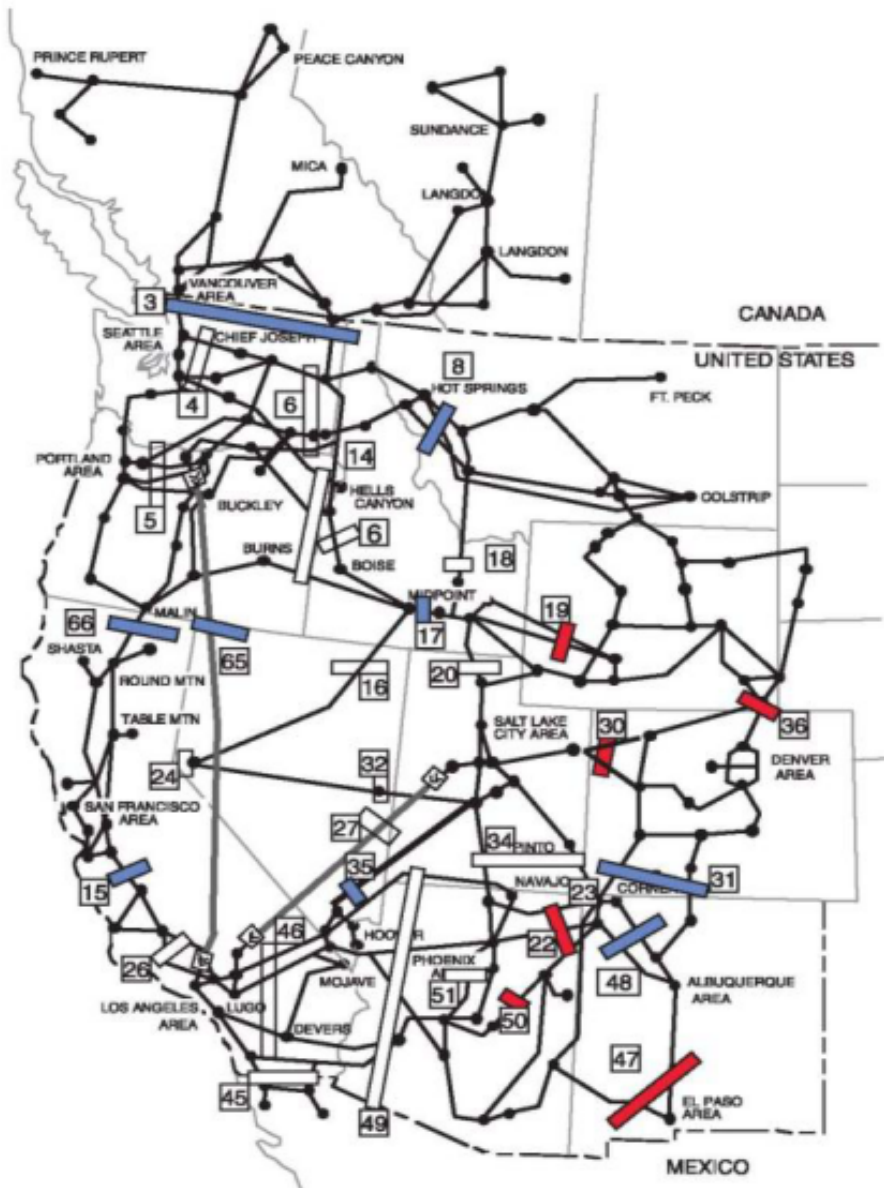 PRINCE RUPERT
PEACE CANYON
SUNDANCE
MICA
LANGDO
LANGDON
VANCOUVER
AREA
3
CANADA
SEATTLE
AREA
CHIEF JOSEPH
UNITED STATES
8
HOT SPRINGS
4
6
FT. PECK
PORTLAND
AREA
14
HELLS
CANYON
COLSTRIP
5
BUCKLEY
6
BURNS
BOISE
18
MIDPOINT
MALIN
66
17
19
SHASTA
65
ROUND MTN
16
20
TABLE MTN
SALT LAKE
CITY AREA
30
36
24
32
DENVER
AREA
SAN FRANCISCO
AREA
27
34
PINTO
35
15
NAVAJO
23
CORNE
31
46
HOOVER
22
26
MOJAVE
PHOENIX
A
51
48
ALBUQUERQUE
AREA
LOS ANGELES
AREA
LUGO
50
DEVERS
47
45
49
EL PASO
AREA
MEXICO